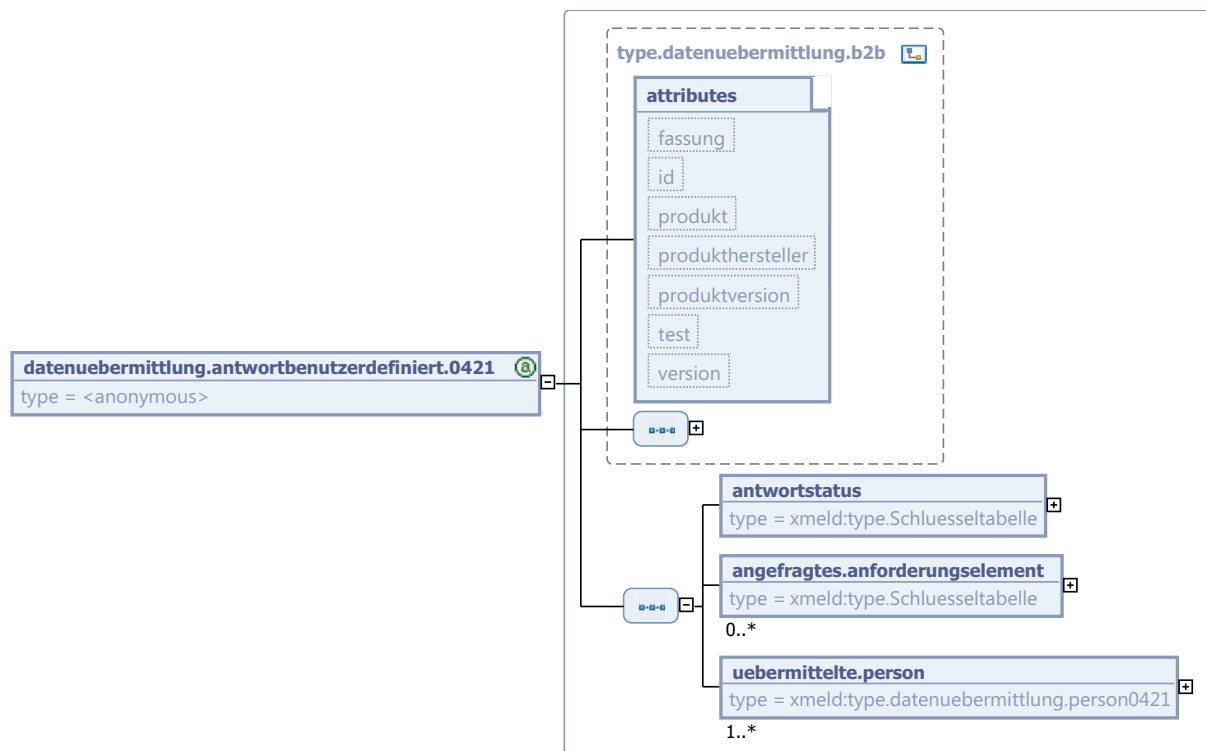 type.datenuebermittlung.b2b
attributes
fassung
id
produkt
produkthersteller
produktversion
test
version
datenuebermittlung.antwortbenutzerdefiniert.0421 @
type = <anonymous>
antwortstatus
type = xmeld:type.Schluesseltabelle
angefragtes.anforderungselement
type = xmeld:type.Schluesseltabelle
0..*
uebermittelte.person
type = xmeld:type.datenuebermittlung.person0421
1..*